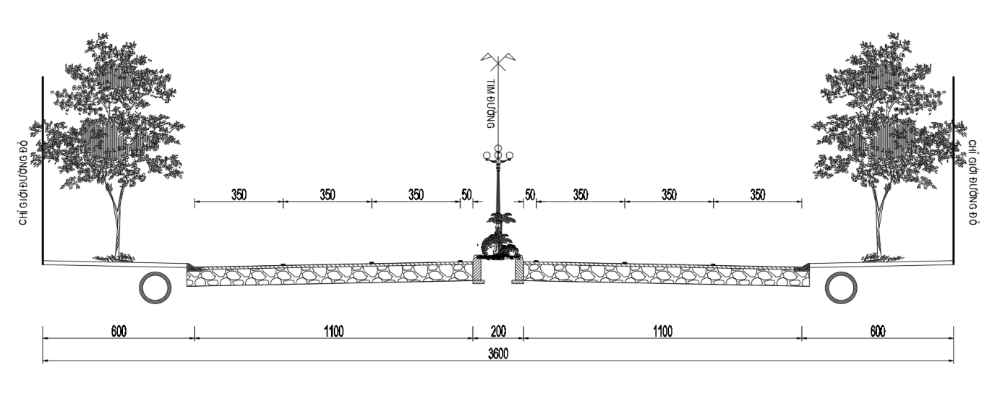 TIM ĐƯỜNG
CHỈ GIỚI ĐƯỜNG ĐỎ
CHỈ GIỚI ĐƯỜNG ĐỎ
350 350 350 50 50 350 350 350
600 1100 200 1100 600
3600